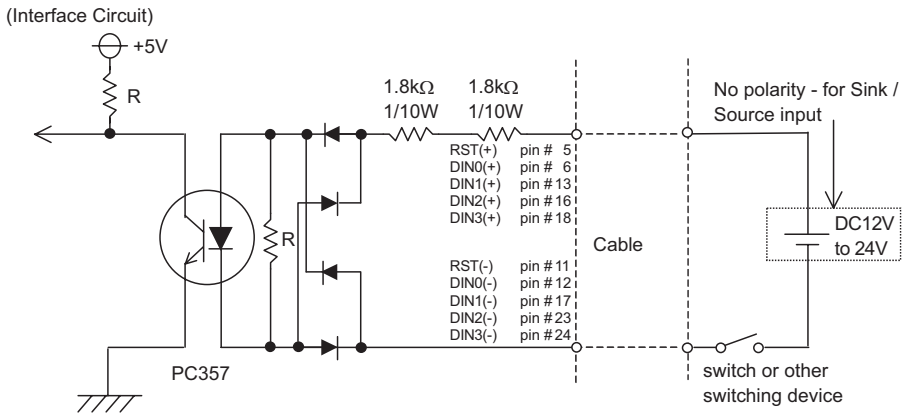 (Interface Circuit)
+5V
R
1.8kΩ 1.8kΩ
1/10W 1/10W
No polarity - for Sink /
Source input
RST(+) pin # 5
DIN0(+) pin # 6
DIN1(+) pin # 13
DIN2(+) pin # 16
DIN3(+) pin # 18
DC12V
to 24V
R
Cable
RST(-) pin # 11
DIN0(-) pin # 12
DIN1(-) pin # 17
DIN2(-) pin # 23
DIN3(-) pin # 24
PC357
switch or other
switching device